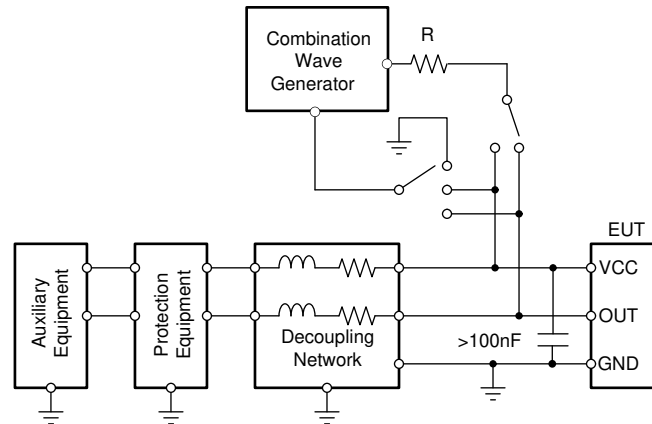 Combination
Wave
Generator
R
EUT
Auxiliary
Equipment
Protection
Equipment
Decoupling
Network
>100nF
VCC
OUT
GND